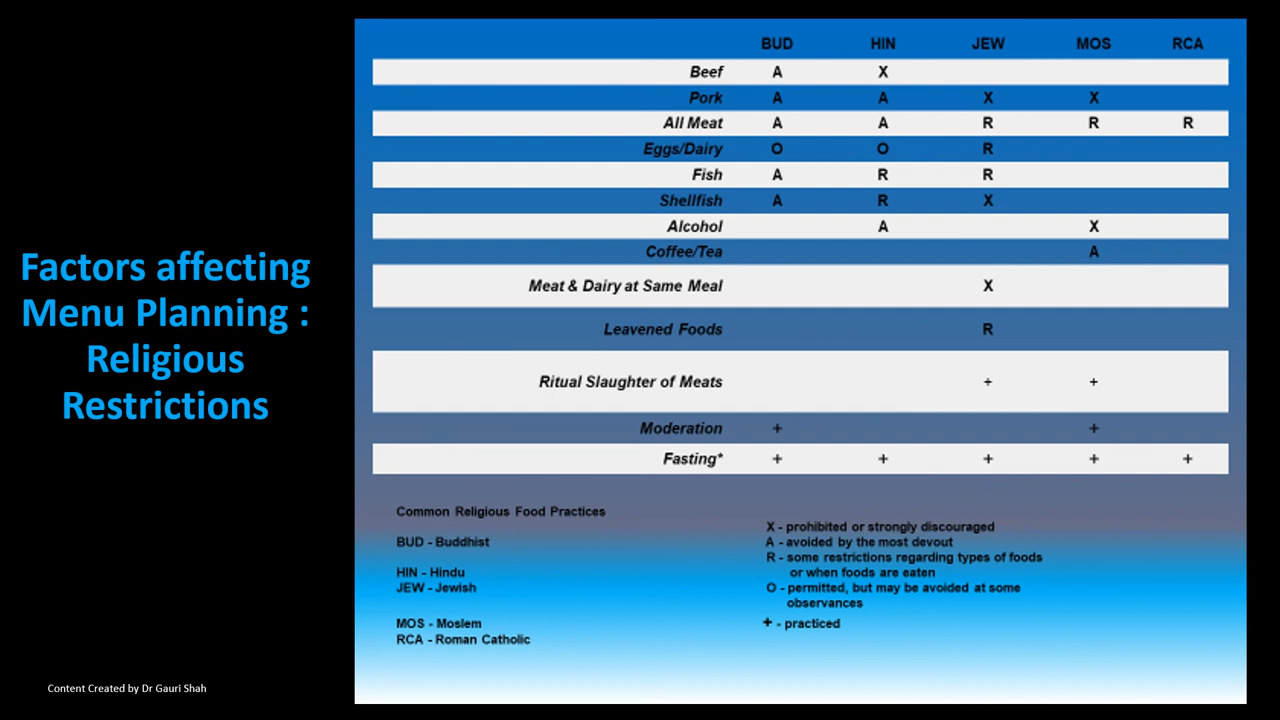 Factors affecting
Menu Planning :
Religious
Restrictions
Content Created by Dr Gauri Shah
BUD HIN JEW MOS RCA
Beef A X
Pork A A X X
All Meat A A R R R
Eggs/Dairy O O R
Fish A R R
Shellfish A R X
Alcohol A X
Coffee/Tea A
Meat & Dairy at Same Meal X
Leavened Foods R
Ritual Slaughter of Meats + +
Moderation + +
Fasting* + + + + +
Common Religious Food Practices
BUD - Buddhist
HIN - Hindu
JEW - Jewish
MOS - Moslem
RCA - Roman Catholic
X - prohibited or strongly discouraged
A - avoided by the most devout
R - some restrictions regarding types of foods
or when foods are eaten
O - permitted, but may be avoided at some
observances
+ - practiced